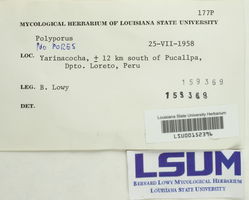 177P
MYCOLOGICAL HERBARIUM OF LOUISIANA STATE UNIVERSITY
Polyporus
No PORES
25-VII-1958
LOC. Yarinacocha, ± 12 km south of Pucallpa,
Dpto. Loreto, Peru
159369
LEG. B. Lowy
159369
DET.
Louisiana State University Herbarium
LSU00152396
LSUM
BERNARD LOWY MYCOLOGICAL HERBARIUM
LOUISIANA STATE UNIVERSITY